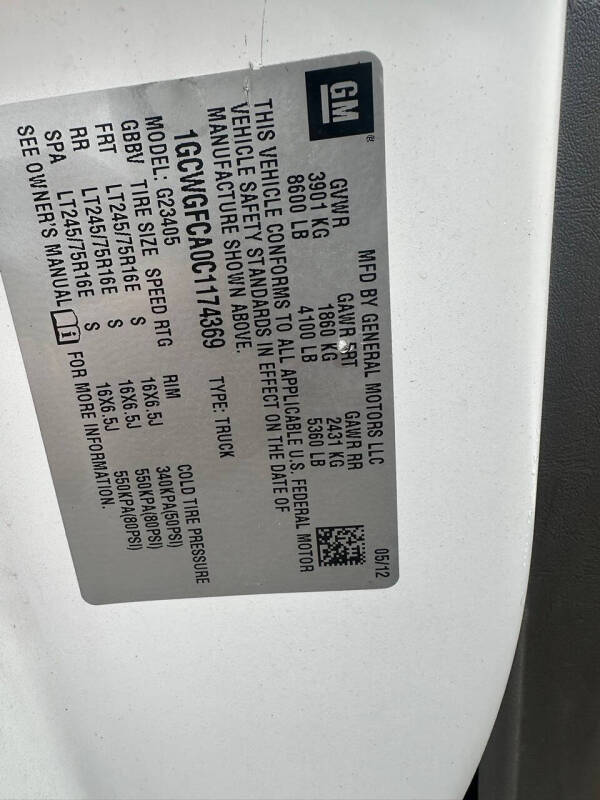 GM®
MFD BY GENERAL MOTORS LLC 05/12
GVWR GAWR FRT GAWR RR
3901 KG 1860 KG 2431 KG
8600 LB 4100 LB 5360 LB
THIS VEHICLE CONFORMS TO ALL APPLICABLE U.S. FEDERAL MOTOR
VEHICLE SAFETY STANDARDS IN EFFECT ON THE DATE OF
MANUFACTURE SHOWN ABOVE.
1GCWGFCA0C1174369 TYPE: TRUCK
MODEL: G23405
GBBV TIRE SIZE SPEED RTG RIM COLD TIRE PRESSURE
FRT LT245/75R16E S 16X6.5J 340KPA(50PSI)
RR LT245/75R16E S 16X6.5J 550KPA(80PSI)
SPA LT245/75R16E S 16X6.5J 550KPA(80PSI)
SEE OWNER'S MANUAL FOR MORE INFORMATION.